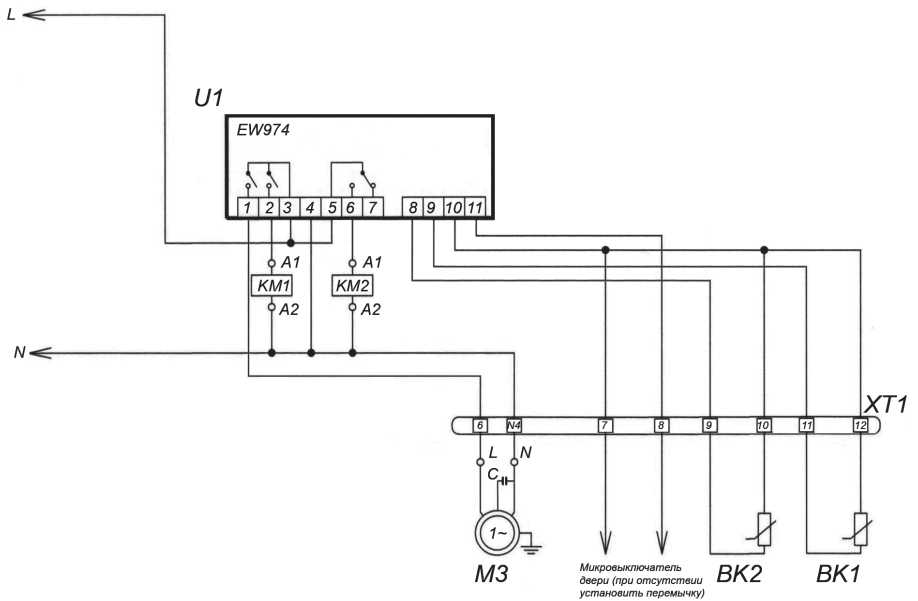 L
U1
EW974
1 2 3 4 5 6 7 8 9 10 11
A1 A1
KM1 KM2
A2 A2
N
XT1
6 N4 7 8 9 10 11 12
L N
C
1~
M3
Микровыключатель
двери (при отсутствии
установить перемычку)
BK2
BK1